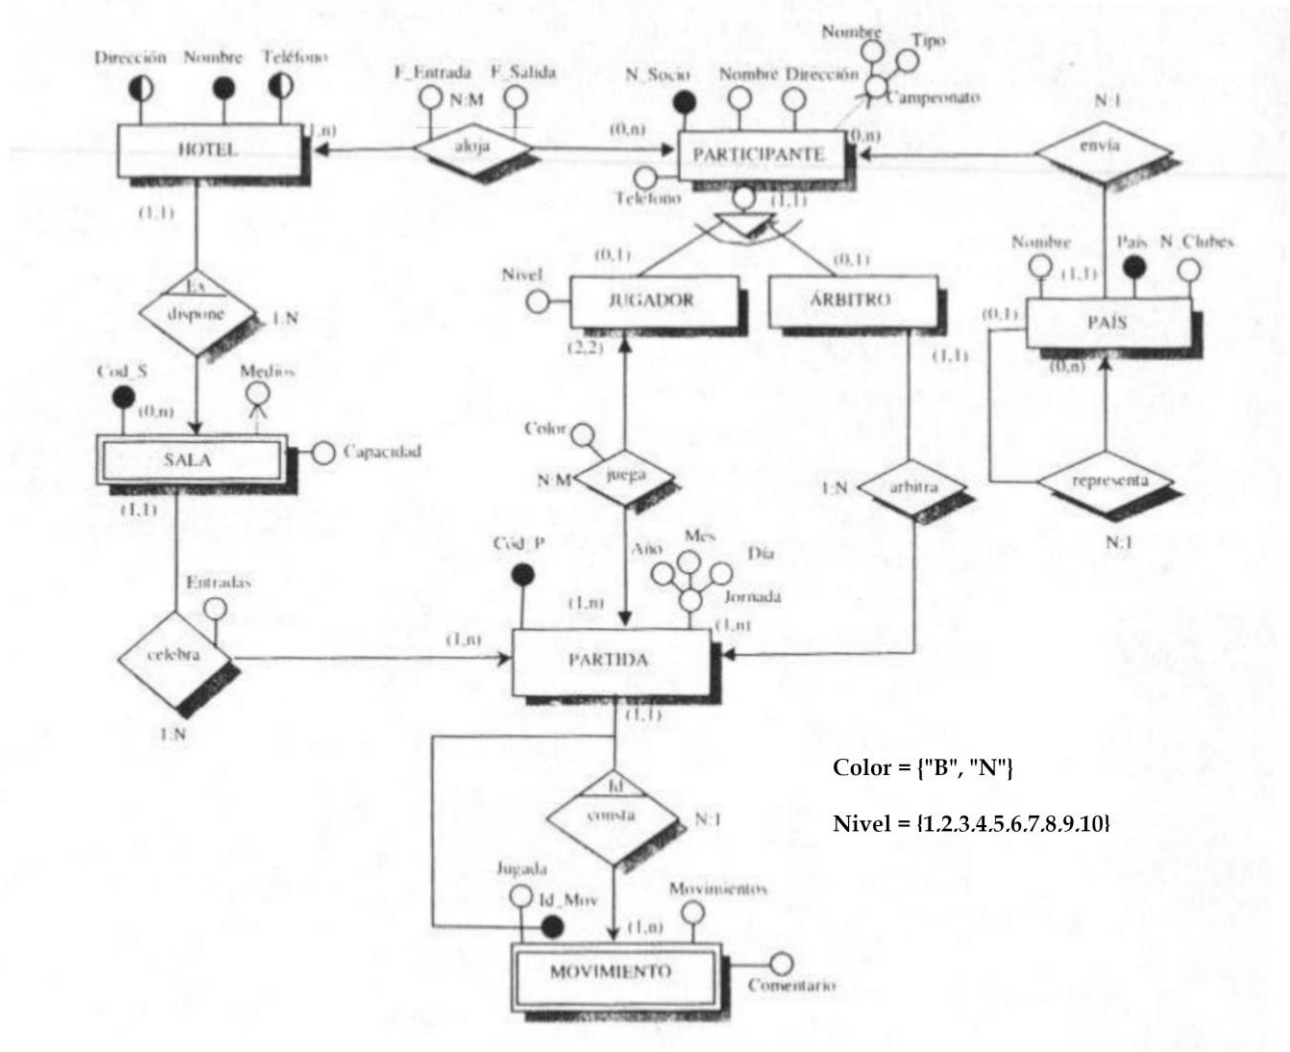 Dirección Nombre Teléfono
F_Entrada F_Salida
N:M
N_Socio Nombre Dirección
Nombre Tipo
Campeonato
N:1
HOTEL
1,n)
aloja
(0,n)
PARTICIPANTE
(0,n)
envía
Teléfono
(1,1)
(1,1)
Ex
dispone
1:N
(0,1)
(0,1)
Nivel
JUGADOR
ÁRBITRO
(2,2)
(1,1)
Nombre País N_Clubes
(1,1)
(0,1)
PAÍS
(0,n)
Cod_S
Medios
(0,n)
SALA
Capacidad
(1,1)
Color
N:M
juega
1:N
arbitra
representa
N:1
Entradas
celebra
1:N
(1,n)
Cod_P
Año Mes Día
Jornada
(1,n)
(1,n)
PARTIDA
(1,1)
Id
consta
N:1
Color = {"B", "N"}
Nivel = {1.2.3.4.5.6.7.8.9.10}
Jugada
Id_Mov
Movimientos
(1,n)
MOVIMIENTO
Comentario